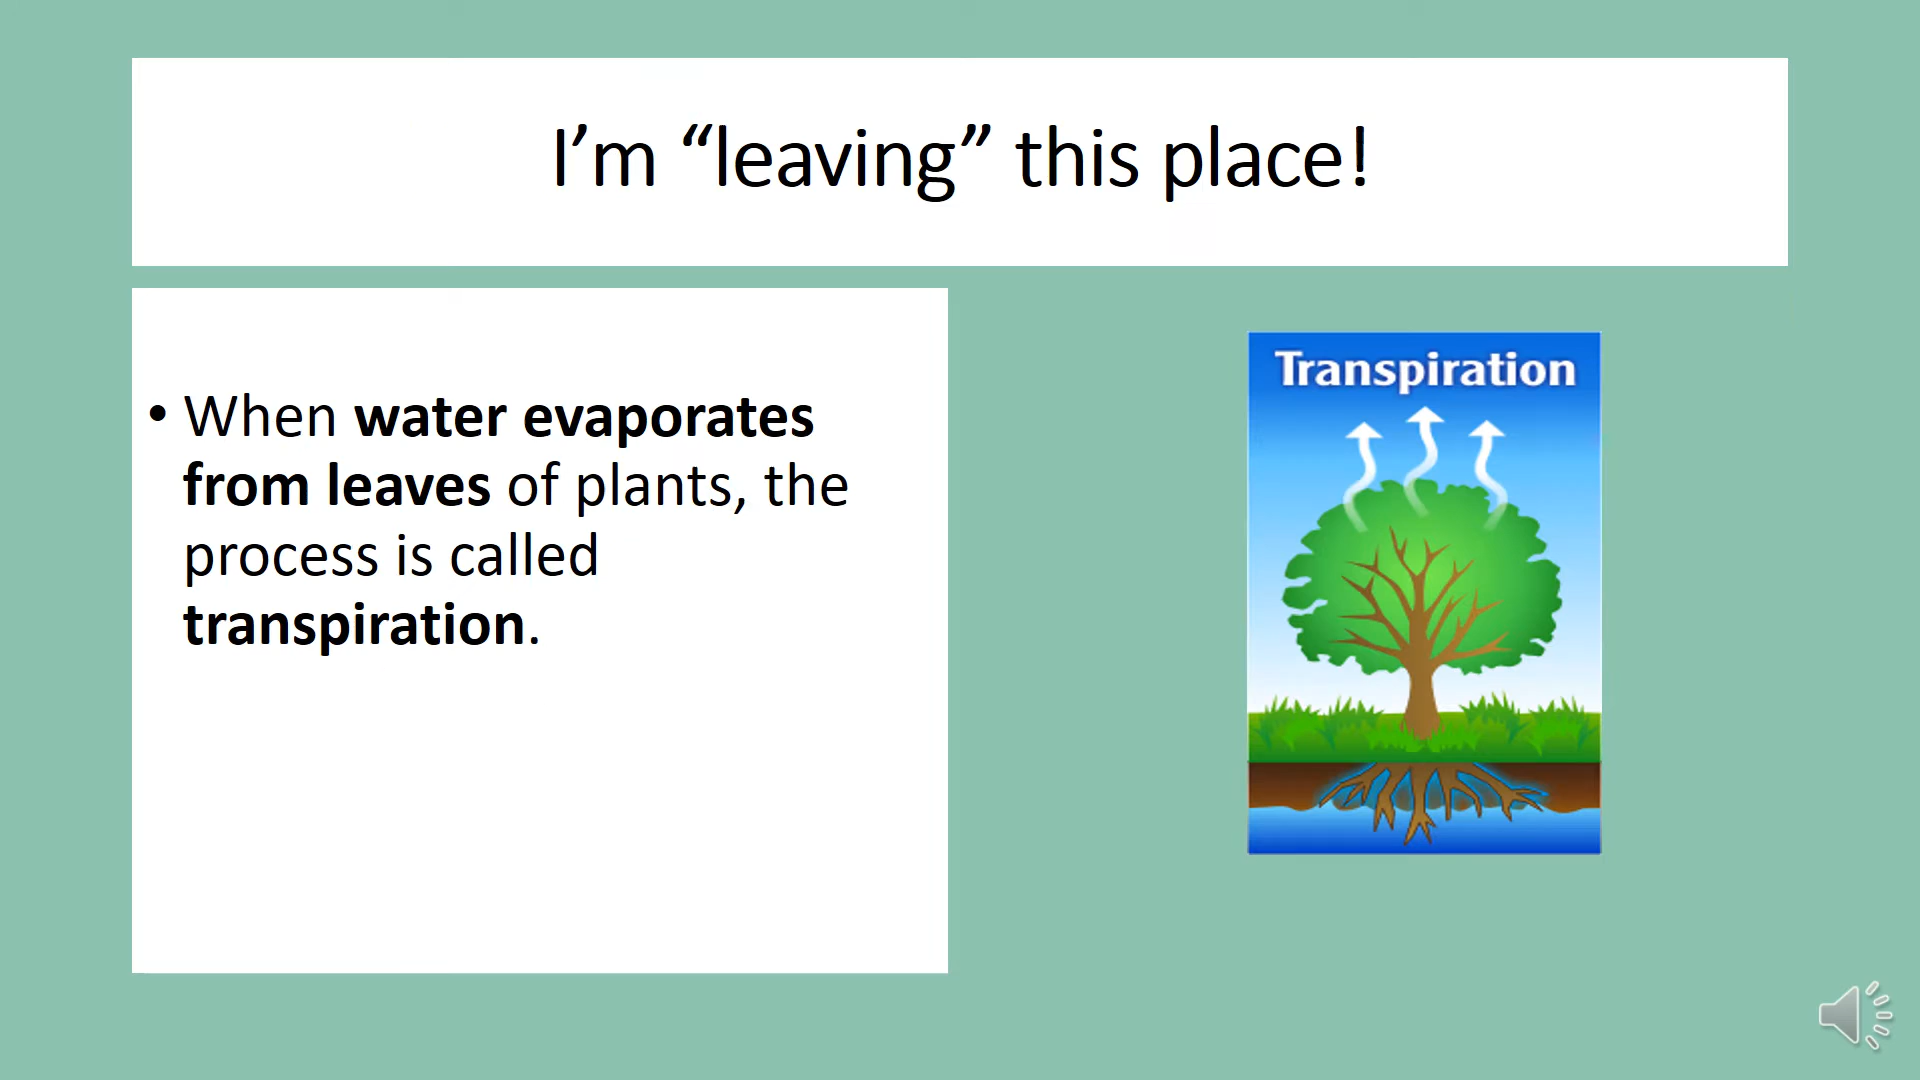 I’m “leaving” this place!
• When water evaporates
from leaves of plants, the
process is called
transpiration.
Transpiration